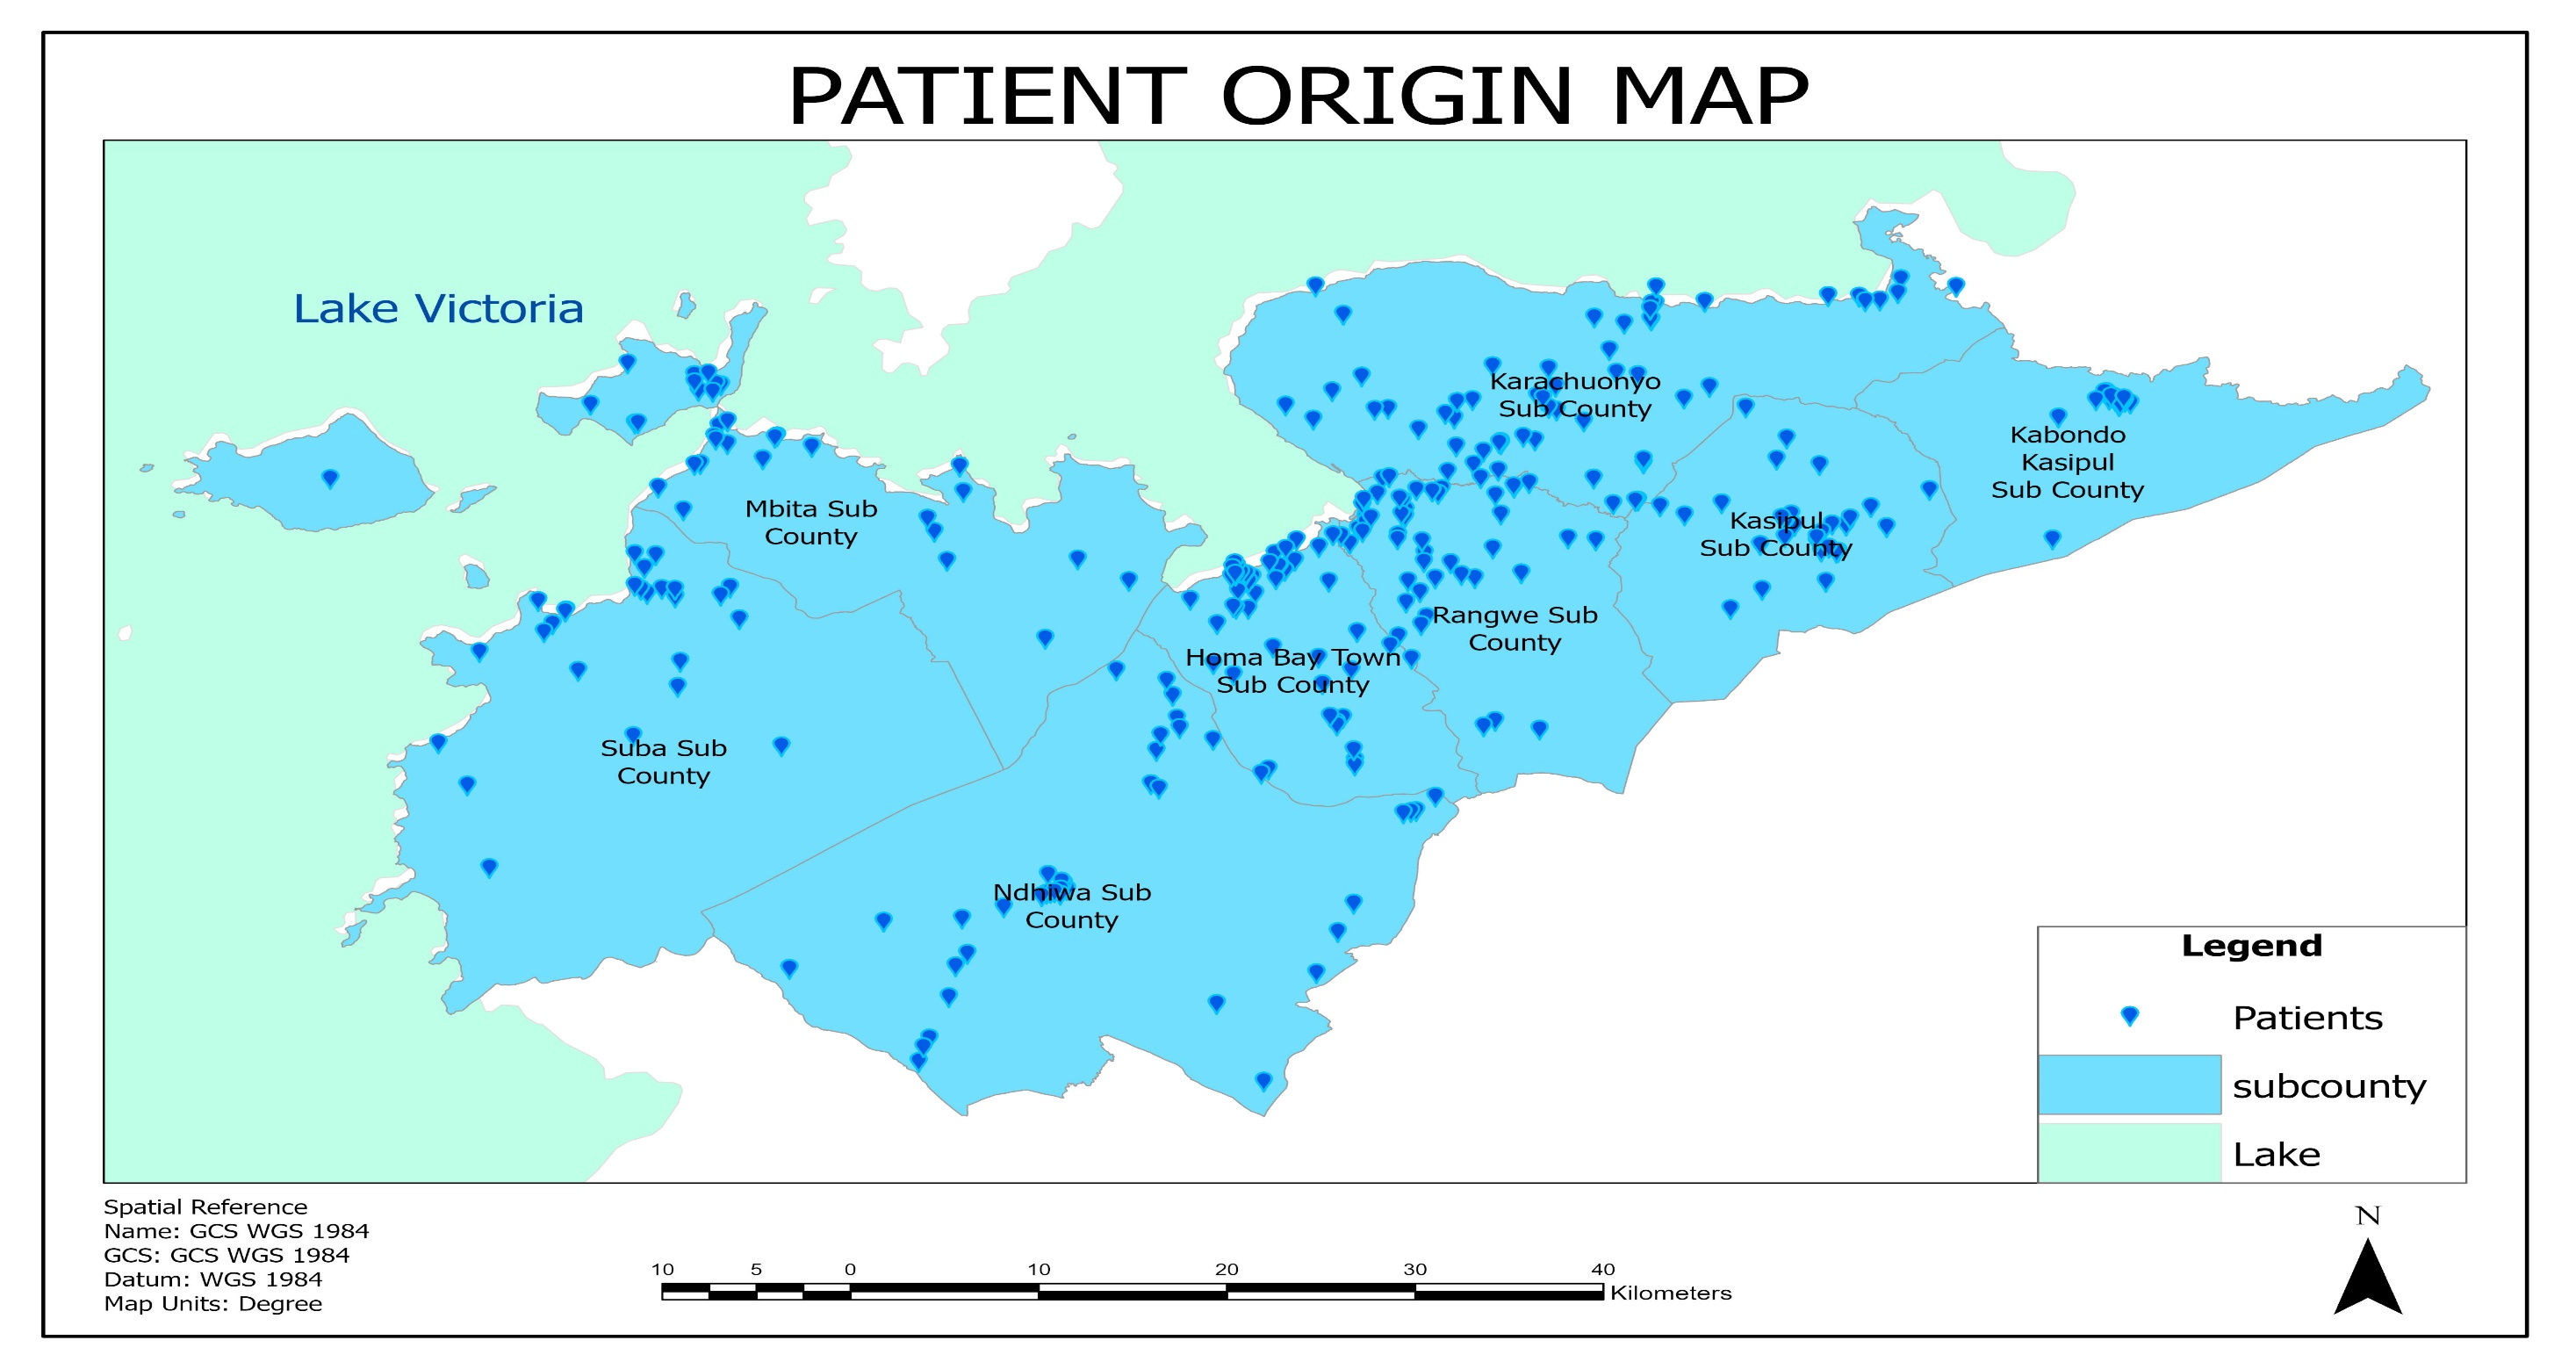 PATIENT ORIGIN MAP
Lake Victoria
Karachuonyo
Sub County
Kabondo
Kasipul
Sub County
Mbita Sub
County
Kasipul
Sub County
Rangwe Sub
County
Homa Bay Town
Sub County
Suba Sub
County
Ndhiwa Sub
County
Legend
Patients
subcounty
Lake
Spatial Reference
Name: GCS WGS 1984
GCS: GCS WGS 1984
Datum: WGS 1984
Map Units: Degree
10 5 0 10 20 30 40
Kilometers
N